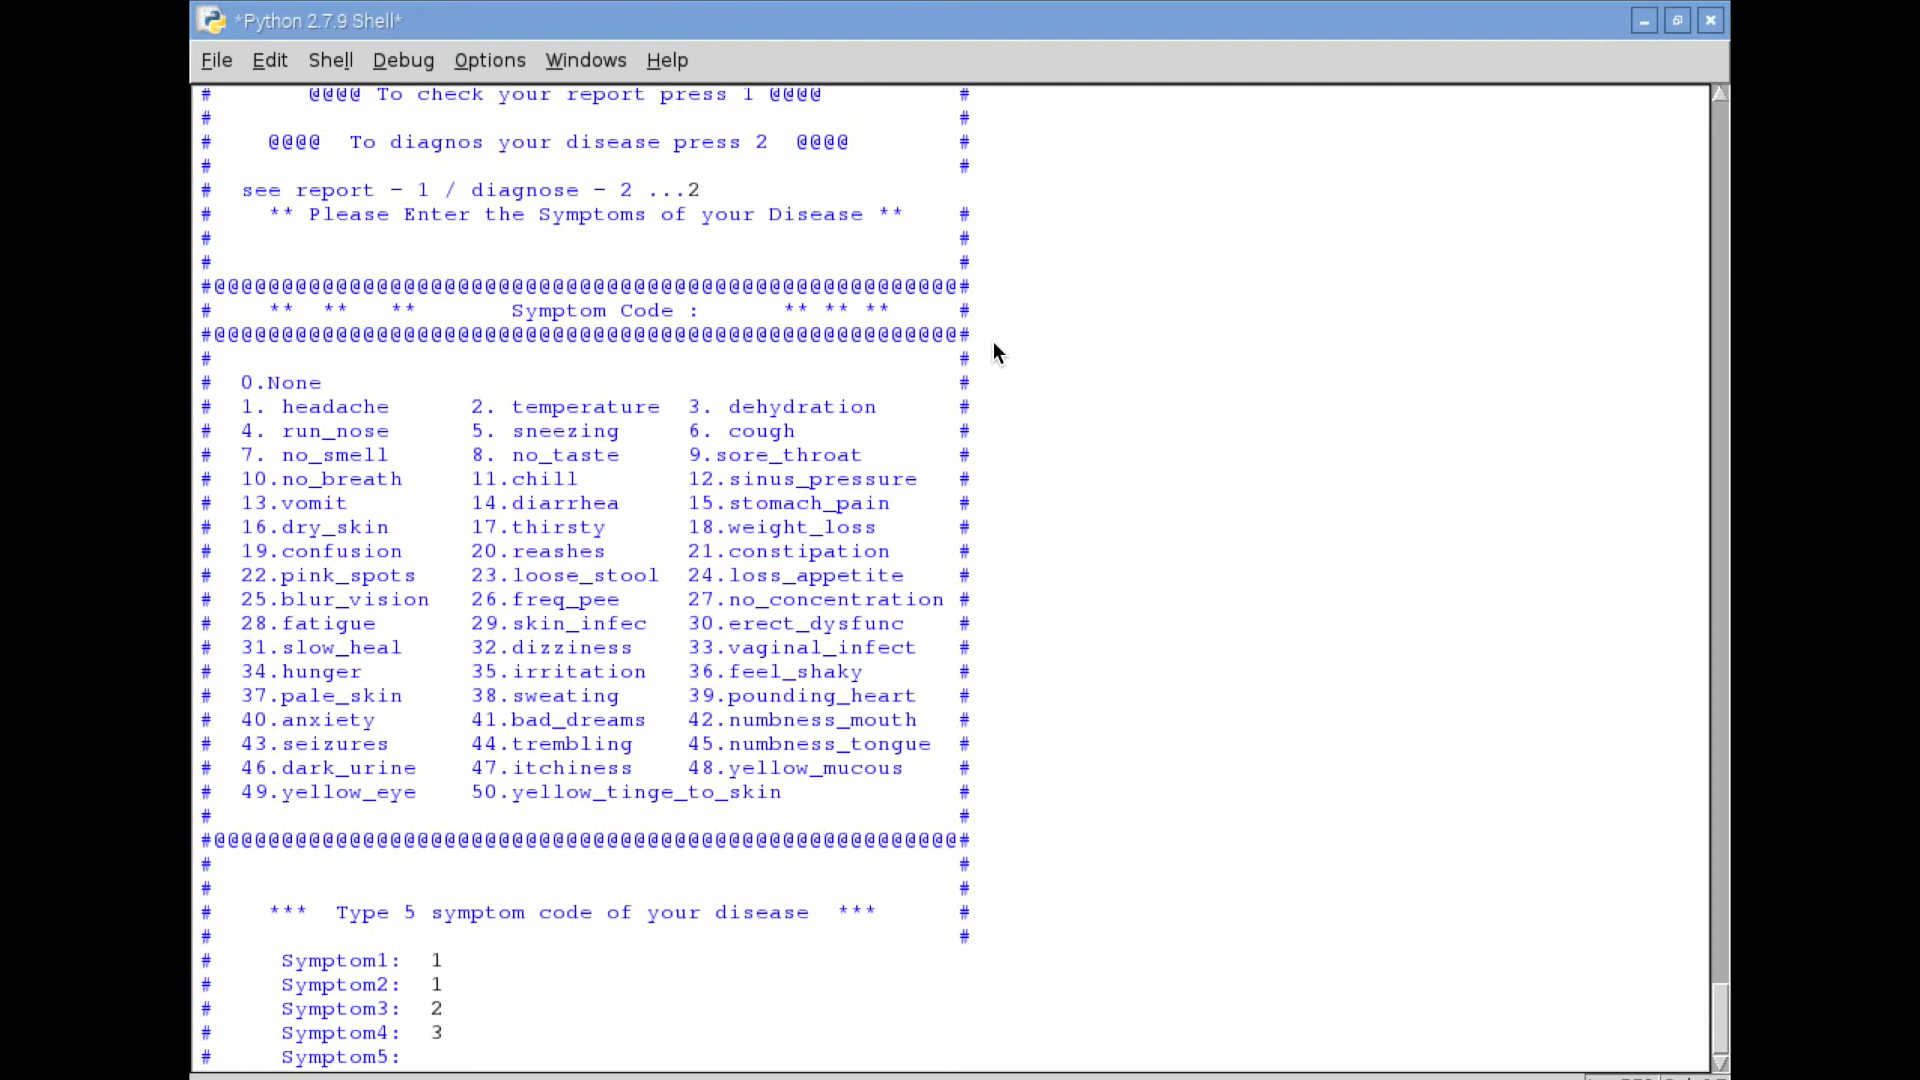 *Python 2.7.9 Shell*
File Edit Shell Debug Options Windows Help
# @@@@ To check your report press 1 @@@@ #
# #
# @@@@ To diagnos your disease press 2 @@@@ #
# #
# see report - 1 / diagnose - 2 ...2
# ** Please Enter the Symptoms of your Disease ** #
# #
# #
#@@@@@@@@@@@@@@@@@@@@@@@@@@@@@@@@@@@@@@@@@@@@@@@@@@@@@@@#
# ** ** ** Symptom Code : ** ** ** #
#@@@@@@@@@@@@@@@@@@@@@@@@@@@@@@@@@@@@@@@@@@@@@@@@@@@@@@@#
# #
# 0.None #
# 1. headache 2. temperature 3. dehydration #
# 4. run_nose 5. sneezing 6. cough #
# 7. no_smell 8. no_taste 9.sore_throat #
# 10.no_breath 11.chill 12.sinus_pressure #
# 13.vomit 14.diarrhea 15.stomach_pain #
# 16.dry_skin 17.thirsty 18.weight_loss #
# 19.confusion 20.reashes 21.constipation #
# 22.pink_spots 23.loose_stool 24.loss_appetite #
# 25.blur_vision 26.freq_pee 27.no_concentration #
# 28.fatigue 29.skin_infec 30.erect_dysfunc #
# 31.slow_heal 32.dizziness 33.vaginal_infect #
# 34.hunger 35.irritation 36.feel_shaky #
# 37.pale_skin 38.sweating 39.pounding_heart #
# 40.anxiety 41.bad_dreams 42.numbness_mouth #
# 43.seizures 44.trembling 45.numbness_tongue #
# 46.dark_urine 47.itchiness 48.yellow_mucous #
# 49.yellow_eye 50.yellow_tinge_to_skin #
# #
#@@@@@@@@@@@@@@@@@@@@@@@@@@@@@@@@@@@@@@@@@@@@@@@@@@@@@@@#
# #
# #
# *** Type 5 symptom code of your disease *** #
# #
# Symptom1: 1
# Symptom2: 1
# Symptom3: 2
# Symptom4: 3
# Symptom5: